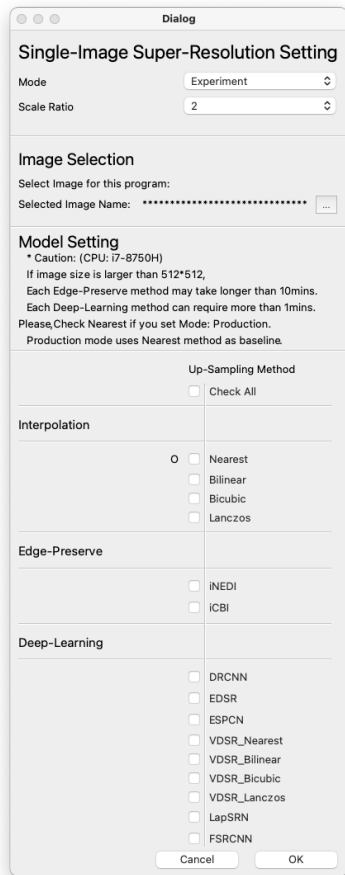 Dialog
Single-Image Super-Resolution Setting
Mode Experiment
Scale Ratio 2
Image Selection
Select Image for this program:
Selected Image Name: ****************************** ...
Model Setting
* Caution: (CPU: i7-8750H)
If image size is larger than 512*512,
Each Edge-Preserve method may take longer than 10mins.
Each Deep-Learning method can require more than 1mins.
Please,Check Nearest if you set Mode: Production.
Production mode uses Nearest method as baseline.
Up-Sampling Method
Check All
Interpolation
O Nearest
Bilinear
Bicubic
Lanczos
Edge-Preserve
iNEDI
iCBI
Deep-Learning
DRCNN
EDSR
ESPCN
VDSR_Nearest
VDSR_Bilinear
VDSR_Bicubic
VDSR_Lanczos
LapSRN
FSRCNN
Cancel OK